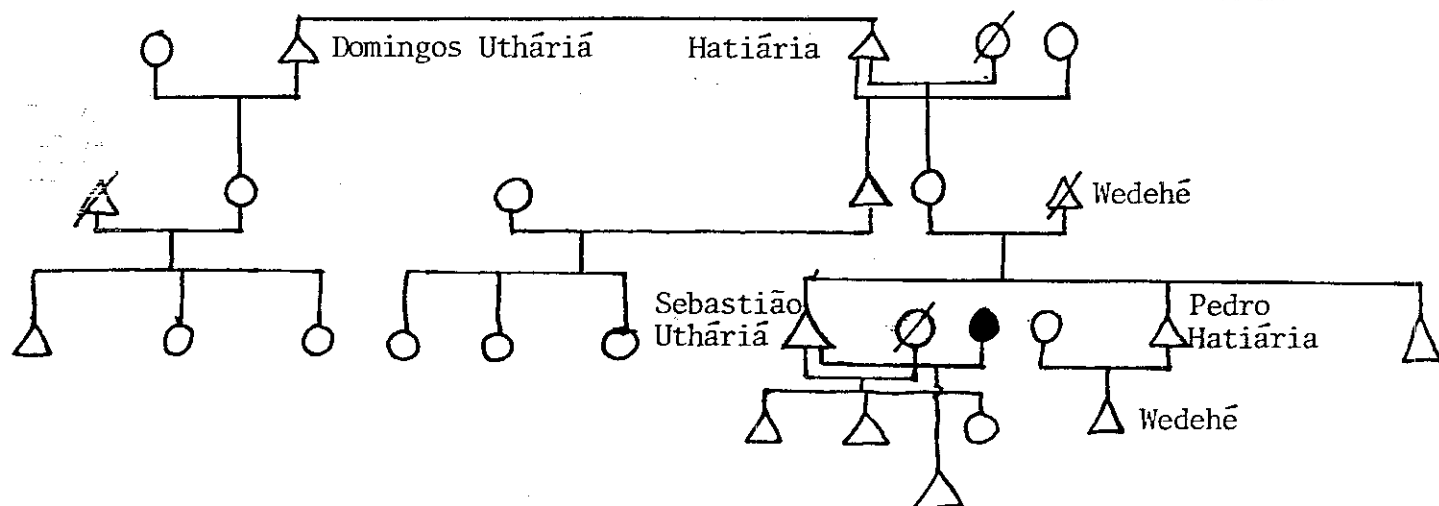 Domingos Utháriá
Hatiária
Wedehé
Sebastião
Utháriá
Pedro
Hatiária
Wedehé